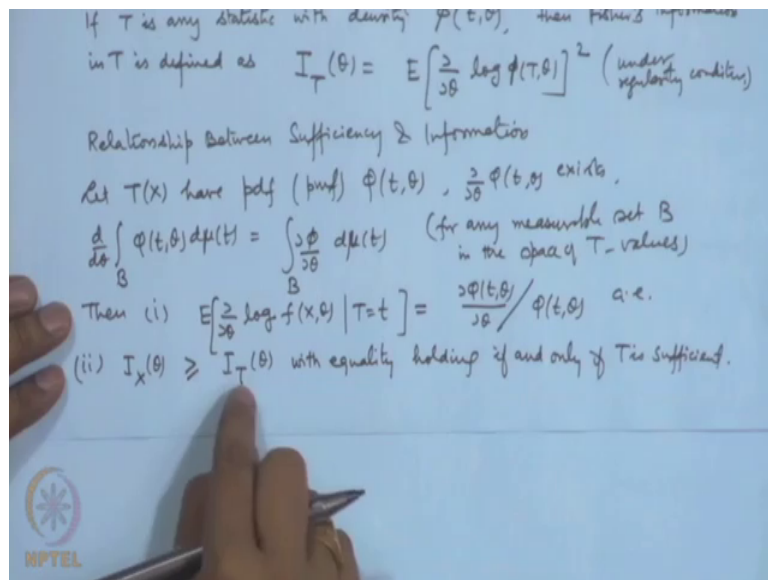 If T is any statistic with density φ(t,θ), then Fisher's information
in T is defined as I_T(θ) = E[∂/∂θ log φ(T,θ)]² (under regularity conditions)
Relationship Between Sufficiency & Information
Let T(X) have pdf (pmf) φ(t,θ), ∂/∂θ φ(t,θ) exists.
d/dθ ∫_B φ(t,θ) dμ(t) = ∫_B ∂φ/∂θ dμ(t) (for any measurable set B in the space of T-values)
Then (i) E[∂/∂θ log f(X,θ) | T=t] = ∂φ(t,θ)/∂θ / φ(t,θ) a.e.
(ii) I_X(θ) ≥ I_T(θ) with equality holding if and only if T is sufficient.
NPTEL